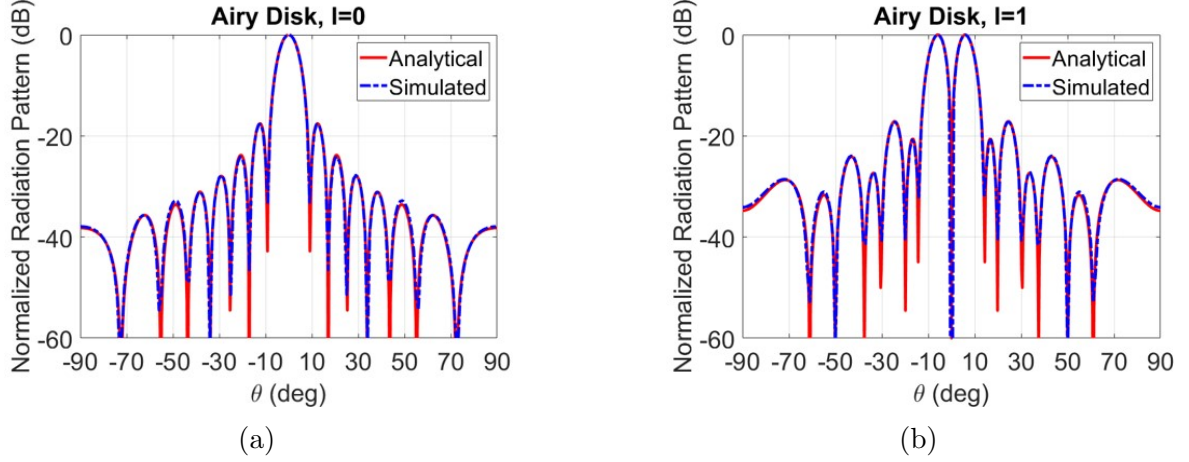 Airy Disk, l=0
Normalized Radiation Pattern (dB)
0
-20
-40
-60
Analytical
Simulated
-90 -70 -50 -30 -10 10 30 50 70 90
θ (deg)
(a)
Airy Disk, l=1
Normalized Radiation Pattern (dB)
0
-20
-40
-60
Analytical
Simulated
-90 -70 -50 -30 -10 10 30 50 70 90
θ (deg)
(b)